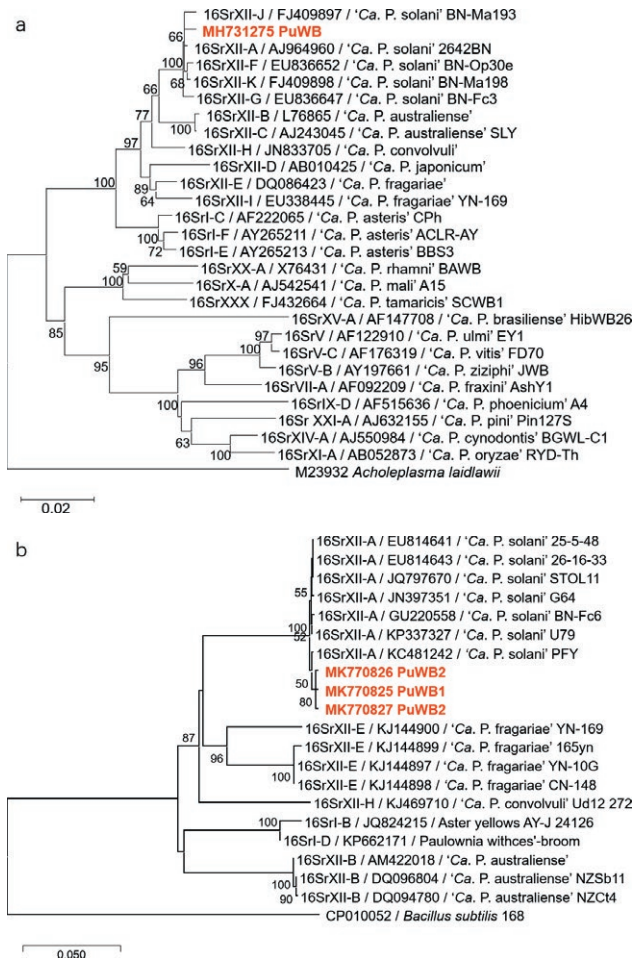 a
16SrXII-J / FJ409897 / ‘Ca. P. solani’ BN-Ma193
MH731275 PuWB
16SrXII-A / AJ964960 / ‘Ca. P. solani’ 2642BN
16SrXII-F / EU836652 / ‘Ca. P. solani’ BN-Op30e
16SrXII-K / FJ409898 / ‘Ca. P. solani’ BN-Ma198
16SrXII-G / EU836647 / ‘Ca. P. solani’ BN-Fc3
16SrXII-B / L76865 / ‘Ca. P. australiense’
16SrXII-C / AJ243045 / ‘Ca. P. australiense’ SLY
16SrXII-H / JN833705 / ‘Ca. P. convolvuli’
16SrXII-D / AB010425 / ‘Ca. P. japonicum’
16SrXII-E / DQ086423 / ‘Ca. P. fragariae’
16SrXII-I / EU338445 / ‘Ca. P. fragariae’ YN-169
16SrI-C / AF222065 / ‘Ca. P. asteris’ CPh
16SrI-F / AY265211 / ‘Ca. P. asteris’ ACLR-AY
16SrI-E / AY265213 / ‘Ca. P. asteris’ BBS3
16SrXX-A / X76431 / ‘Ca. P. rhamni’ BAWB
16SrX-A / AJ542541 / ‘Ca. P. mali’ A15
16SrXXX / FJ432664 / ‘Ca. P. tamaricis’ SCWB1
16SrXV-A / AF147708 / ‘Ca. P. brasiliense’ HibWB26
16SrV / AF122910 / ‘Ca. P. ulmi’ EY1
16SrV-C / AF176319 / ‘Ca. P. vitis’ FD70
16SrV-B / AY197661 / ‘Ca. P. ziziphi’ JWB
16SrVII-A / AF092209 / ‘Ca. P. fraxini’ AshY1
16SrIX-D / AF515636 / ‘Ca. P. phoenicium’ A4
16Sr XXI-A / AJ632155 / ‘Ca. P. pini’ Pin127S
16SrXIV-A / AJ550984 / ‘Ca. P. cynodontis’ BGWL-C1
16SrXI-A / AB052873 / ‘Ca. P. oryzae’ RYD-Th
M23932 Acholeplasma laidlawii
66
68
66
77
100
97
89
64
100
100
72
59
100
85
95
97
100
96
100
63
100
0.02
b
16SrXII-A / EU814641 / ‘Ca. P. solani’ 25-5-48
16SrXII-A / EU814643 / ‘Ca. P. solani’ 26-16-33
16SrXII-A / JQ797670 / ‘Ca. P. solani’ STOL11
16SrXII-A / JN397351 / ‘Ca. P. solani’ G64
16SrXII-A / GU220558 / ‘Ca. P. solani’ BN-Fc6
16SrXII-A / KP337327 / ‘Ca. P. solani’ U79
16SrXII-A / KC481242 / ‘Ca. P. solani’ PFY
MK770826 PuWB2
MK770825 PuWB1
MK770827 PuWB2
16SrXII-E / KJ144900 / ‘Ca. P. fragariae’ YN-169
16SrXII-E / KJ144899 / ‘Ca. P. fragariae’ 165yn
16SrXII-E / KJ144897 / ‘Ca. P. fragariae’ YN-10G
16SrXII-E / KJ144898 / ‘Ca. P. fragariae’ CN-148
16SrXII-H / KJ469710 / ‘Ca. P. convolvuli’ Ud12 272
16SrI-B / JQ824215 / Aster yellows AY-J 24126
16SrI-D / KP662171 / Paulownia withces'-broom
16SrXII-B / AM422018 / ‘Ca. P. australiense’
16SrXII-B / DQ096804 / ‘Ca. P. australiense’ NZSb11
16SrXII-B / DQ094780 / ‘Ca. P. australiense’ NZCt4
CP010052 / Bacillus subtilis 168
55
100
52
50
80
87
96
100
100
100
90
0.050